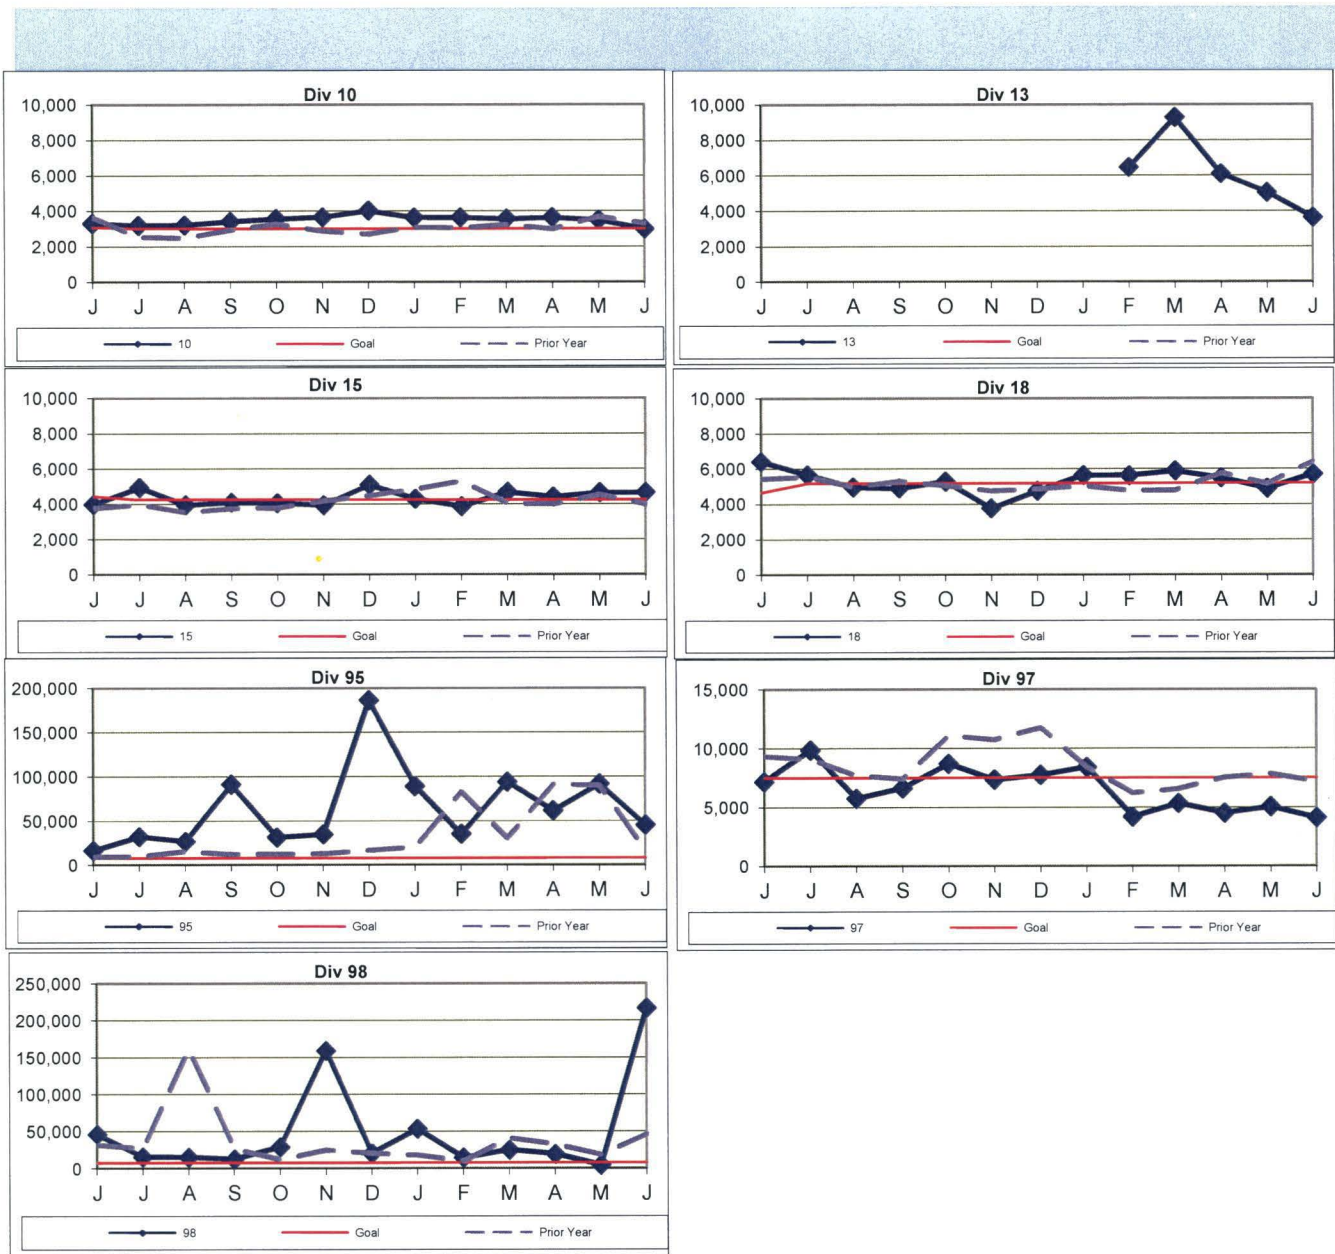 Div 10
10,000
8,000
6,000
4,000
2,000
0
J J A S O N D J F M A M J
10 Goal Prior Year
Div 13
10,000
8,000
6,000
4,000
2,000
0
J J A S O N D J F M A M J
13 Goal Prior Year
Div 15
10,000
8,000
6,000
4,000
2,000
0
J J A S O N D J F M A M J
15 Goal Prior Year
Div 18
10,000
8,000
6,000
4,000
2,000
0
J J A S O N D J F M A M J
18 Goal Prior Year
Div 95
200,000
150,000
100,000
50,000
0
J J A S O N D J F M A M J
95 Goal Prior Year
Div 97
15,000
10,000
5,000
0
J J A S O N D J F M A M J
97 Goal Prior Year
Div 98
250,000
200,000
150,000
100,000
50,000
0
J J A S O N D J F M A M J
98 Goal Prior Year